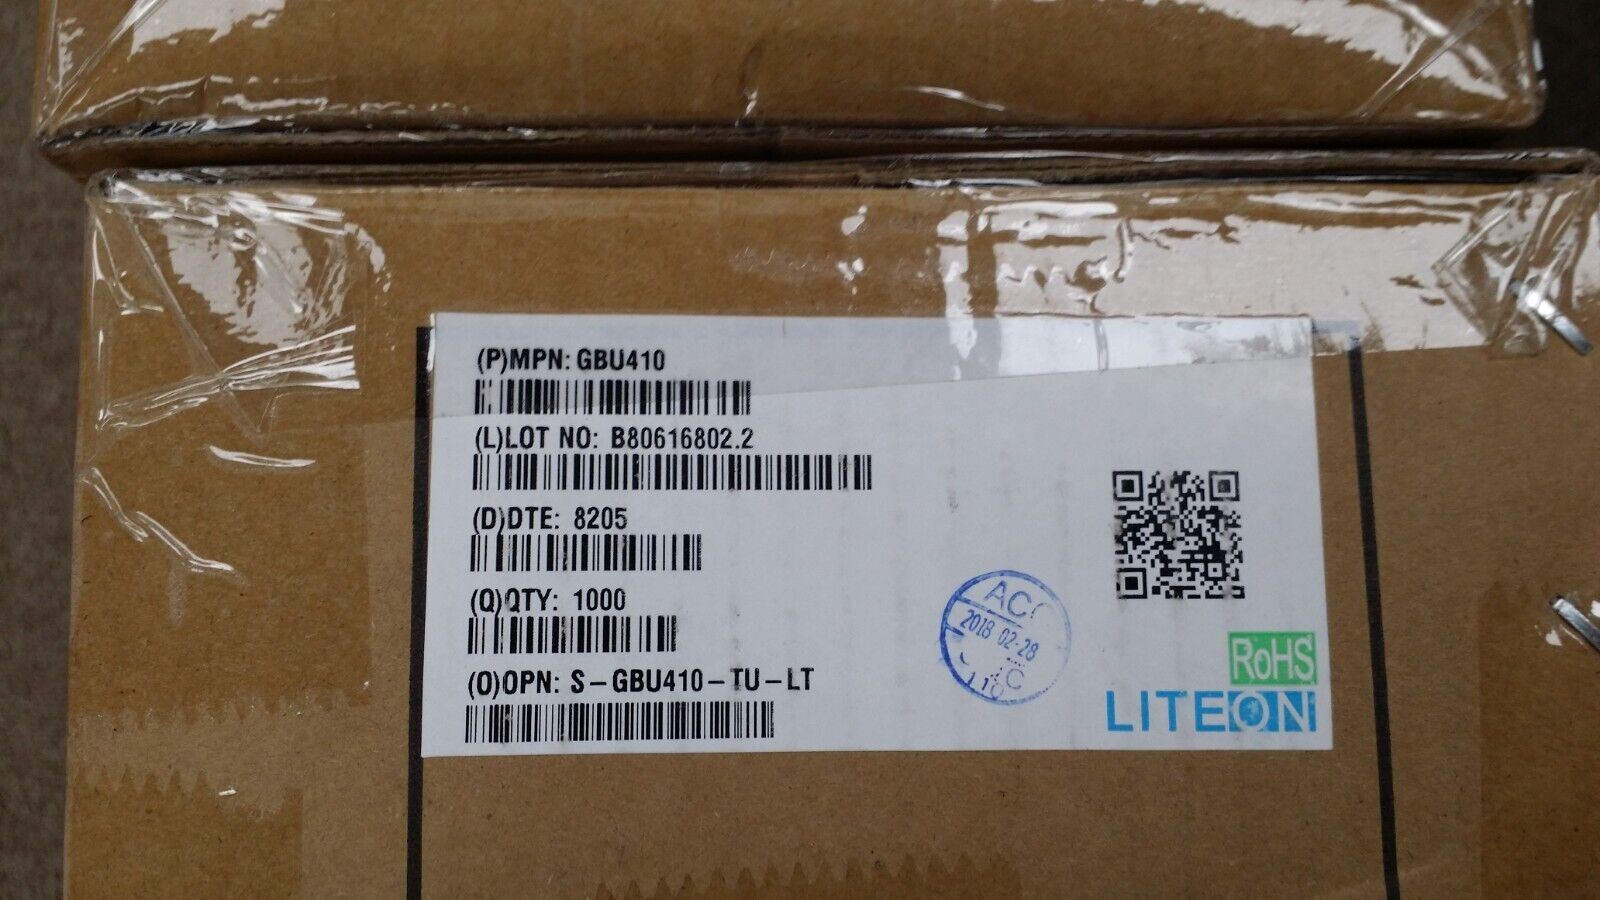 (P)MPN: GBU410
(L)LOT NO: B80616802.2
(D)DTE: 8205
(Q)QTY: 1000
(O)OPN: S-GBU410-TU-LT
2018 02-28
RoHS
LITEON